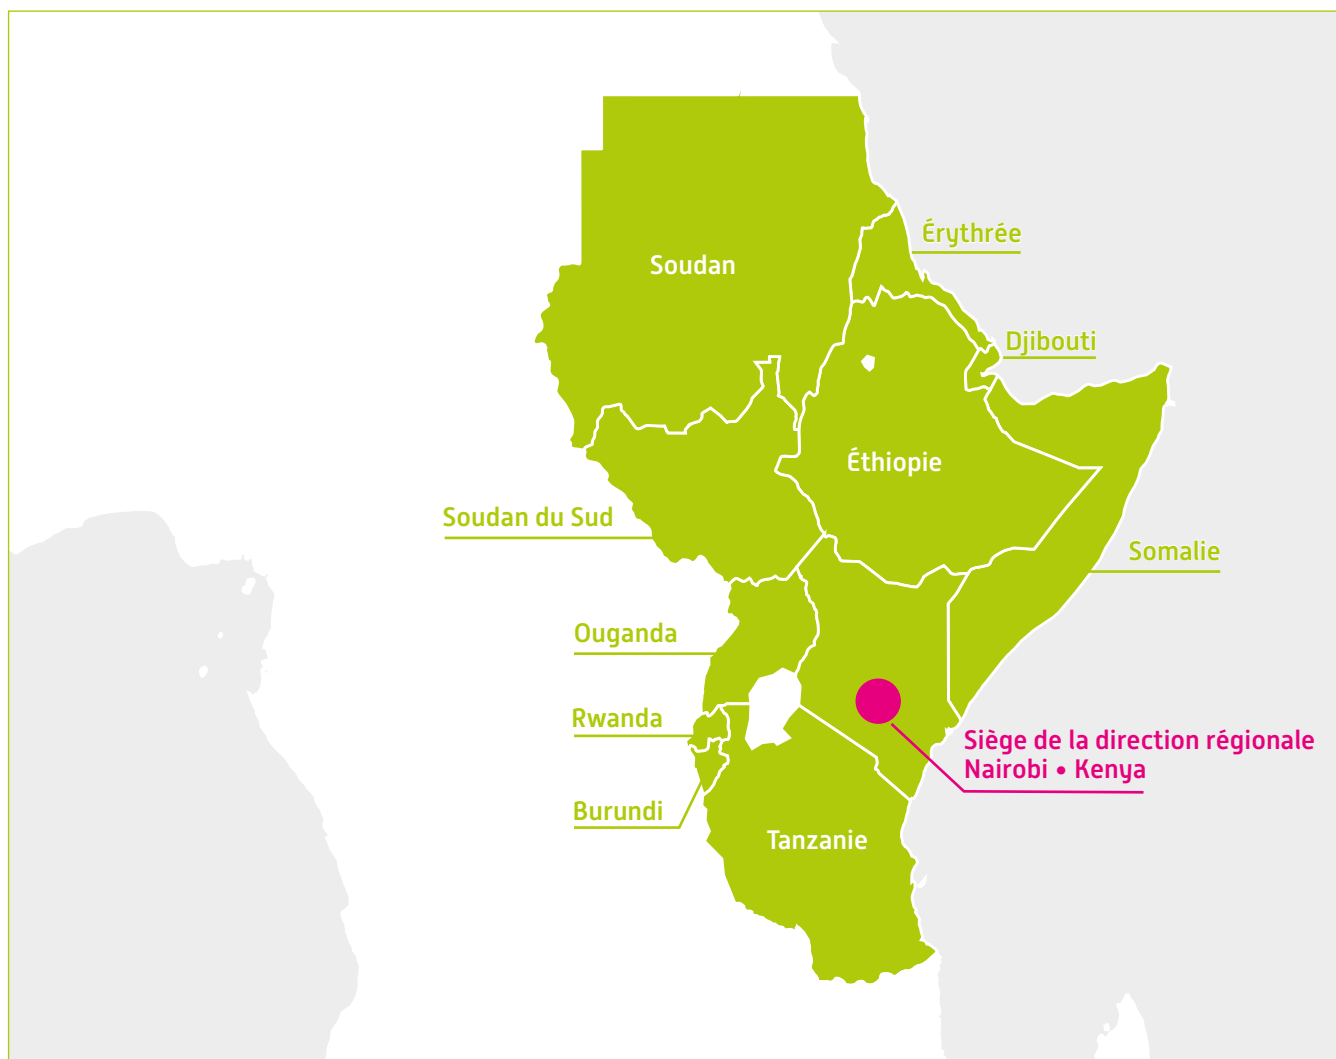 Érythrée
Soudan
Djibouti
Éthiopie
Soudan du Sud
Somalie
Ouganda
Rwanda
Siège de la direction régionale
Nairobi • Kenya
Burundi
Tanzanie